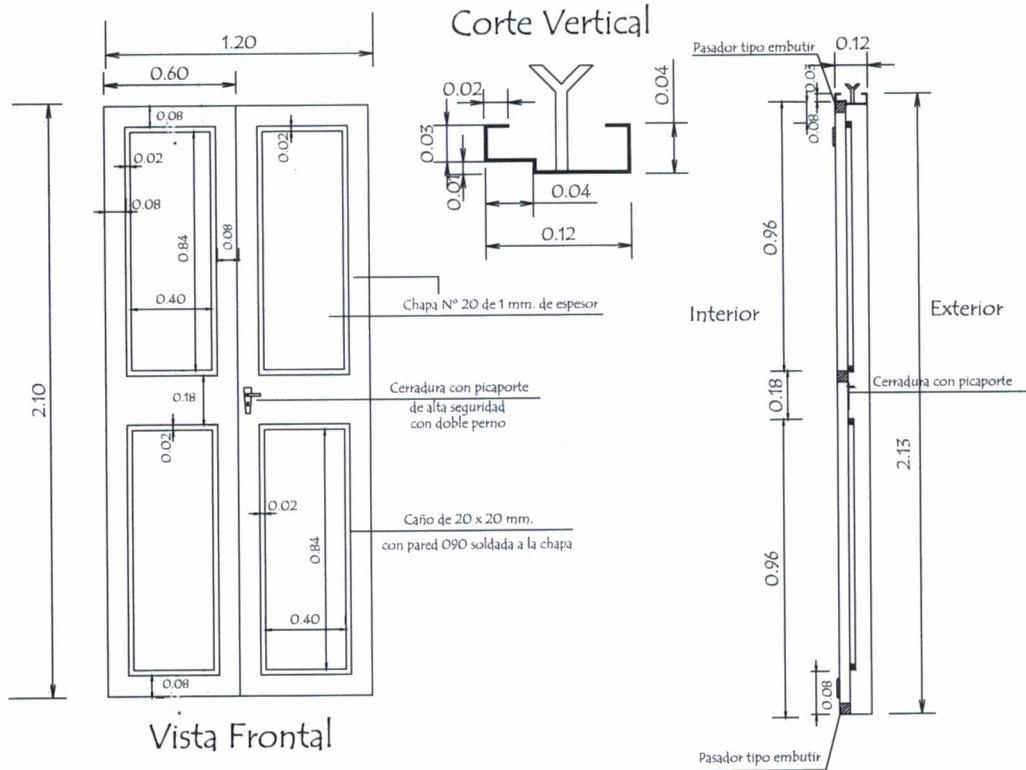 Corte Vertical
1.20
0.60
0.08
0.02
0.02
0.08
0.84
0.08
0.40
2.10
0.18
0.02
0.02
0.84
0.40
0.08
Vista Frontal
0.02
0.03
0.01
0.04
0.04
0.12
Chapa N° 20 de 1 mm. de espesor
Cerradura con picaporte
de alta seguridad
con doble perno
Caño de 20 x 20 mm.
con pared 090 soldada a la chapa
Pasador tipo embutir
0.12
0.03
0.08
0.96
Interior
Exterior
0.18
Cerradura con picaporte
2.13
0.96
0.08
Pasador tipo embutir